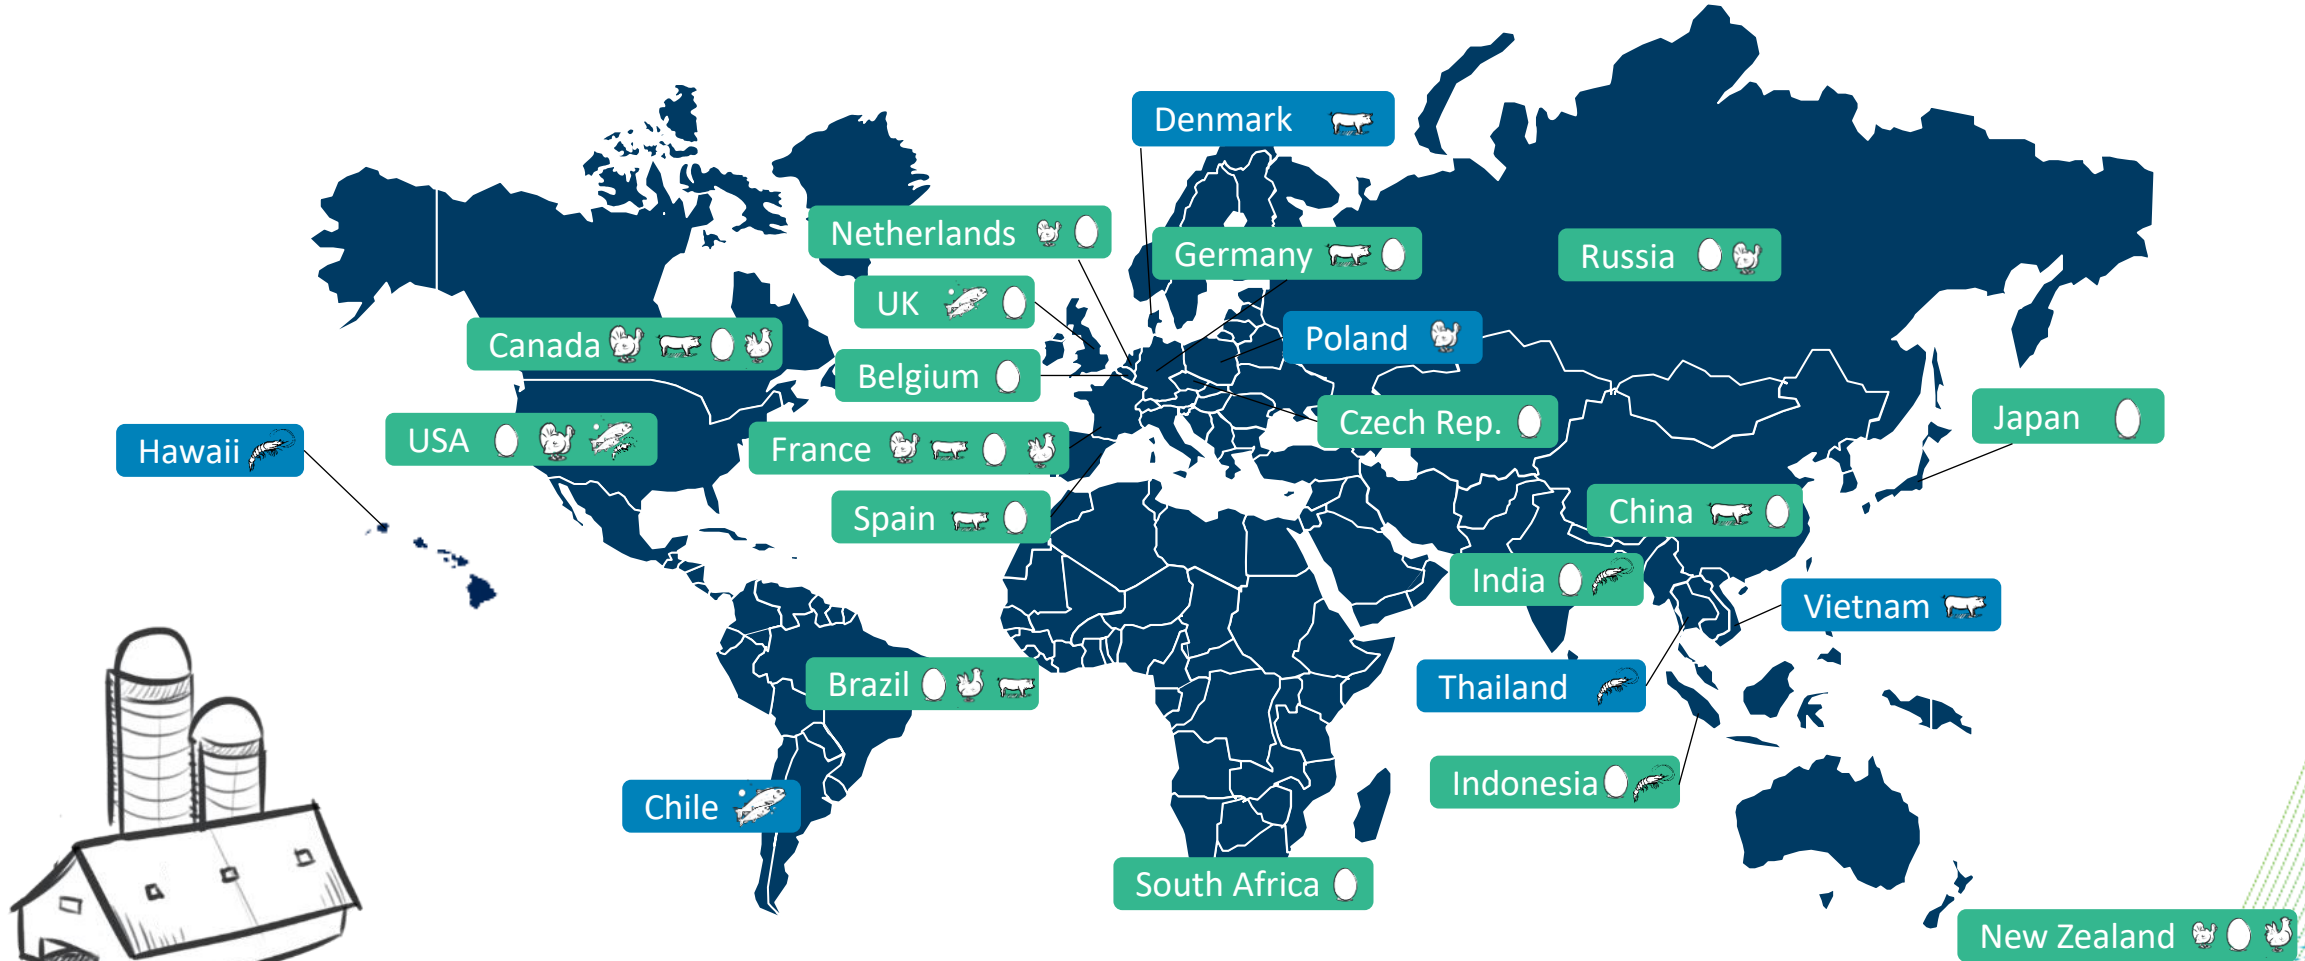 Denmark
Netherlands
Germany
Russia
UK
Canada
Poland
Belgium
Japan
Czech Rep.
USA
Hawaii
France
Spain
China
India
Vietnam
Brazil
Thailand
Indonesia
Chile
South Africa
New Zealand